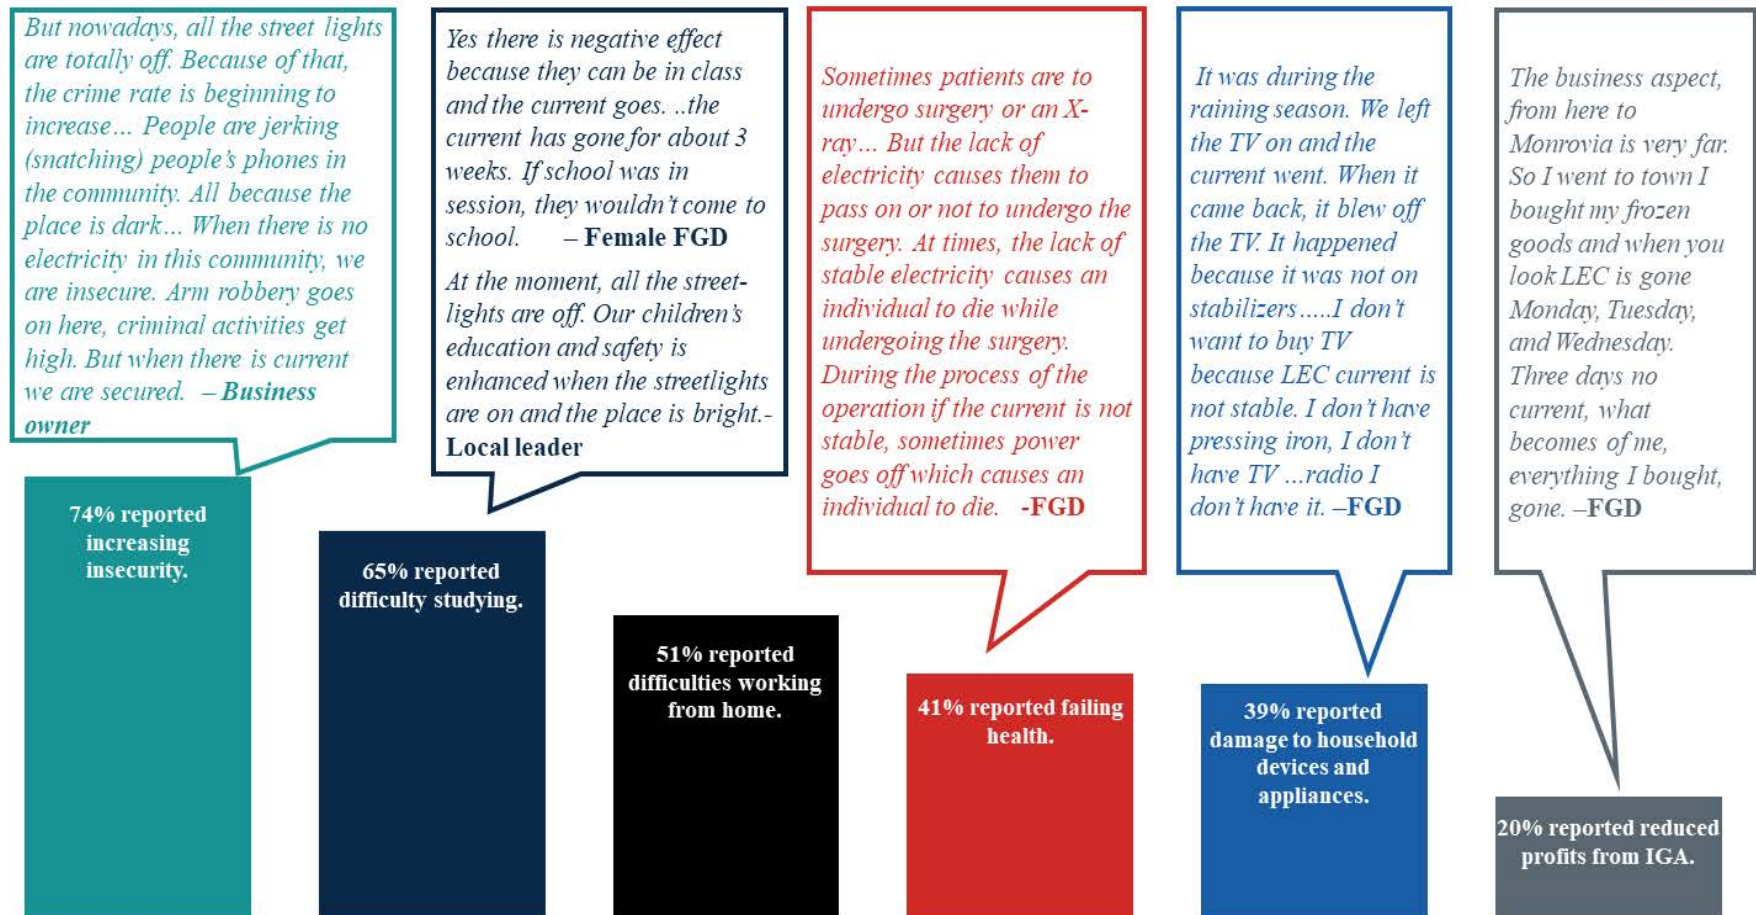 But nowadays, all the street lights
are totally off. Because of that,
the crime rate is beginning to
increase… People are jerking
(snatching) people's phones in
the community. All because the
place is dark… When there is no
electricity in this community, we
are insecure. Arm robbery goes
on here, criminal activities get
high. But when there is current
we are secured. – Business
owner
Yes there is negative effect
because they can be in class
and the current goes. ..the
current has gone for about 3
weeks. If school was in
session, they wouldn't come to
school. – Female FGD
At the moment, all the street-
lights are off. Our children's
education and safety is
enhanced when the streetlights
are on and the place is bright.-
Local leader
Sometimes patients are to
undergo surgery or an X-
ray… But the lack of
electricity causes them to
pass on or not to undergo the
surgery. At times, the lack of
stable electricity causes an
individual to die while
undergoing the surgery.
During the process of the
operation if the current is not
stable, sometimes power
goes off which causes an
individual to die. -FGD
It was during the
raining season. We left
the TV on and the
current went. When it
came back, it blew off
the TV. It happened
because it was not on
stabilizers…..I don't
want to buy TV
because LEC current is
not stable. I don't have
pressing iron, I don't
have TV …radio I
don't have it. –FGD
The business aspect,
from here to
Monrovia is very far.
So I went to town I
bought my frozen
goods and when you
look LEC is gone
Monday, Tuesday,
and Wednesday.
Three days no
current, what
becomes of me,
everything I bought,
gone. –FGD
74% reported
increasing
insecurity.
65% reported
difficulty studying.
51% reported
difficulties working
from home.
41% reported failing
health.
39% reported
damage to household
devices and
appliances.
20% reported reduced
profits from IGA.